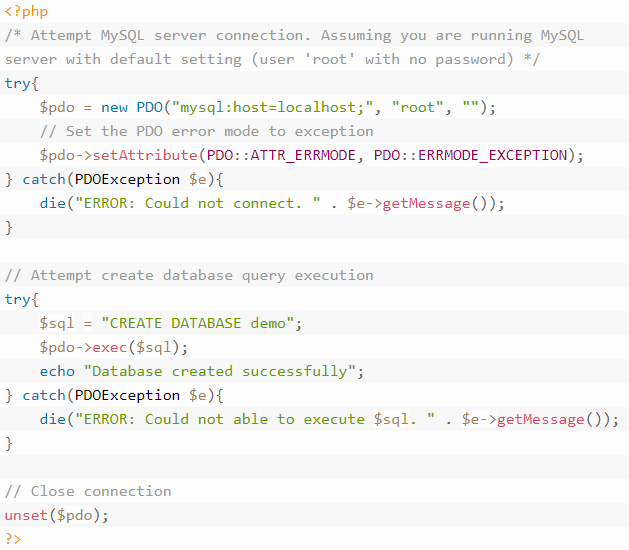 <?php
/* Attempt MySQL server connection. Assuming you are running MySQL
server with default setting (user 'root' with no password) */
try{
    $pdo = new PDO("mysql:host=localhost;", "root", "");
    // Set the PDO error mode to exception
    $pdo->setAttribute(PDO::ATTR_ERRMODE, PDO::ERRMODE_EXCEPTION);
} catch(PDOException $e){
    die("ERROR: Could not connect. " . $e->getMessage());
}

// Attempt create database query execution
try{
    $sql = "CREATE DATABASE demo";
    $pdo->exec($sql);
    echo "Database created successfully";
} catch(PDOException $e){
    die("ERROR: Could not able to execute $sql. " . $e->getMessage());
}

// Close connection
unset($pdo);
?>